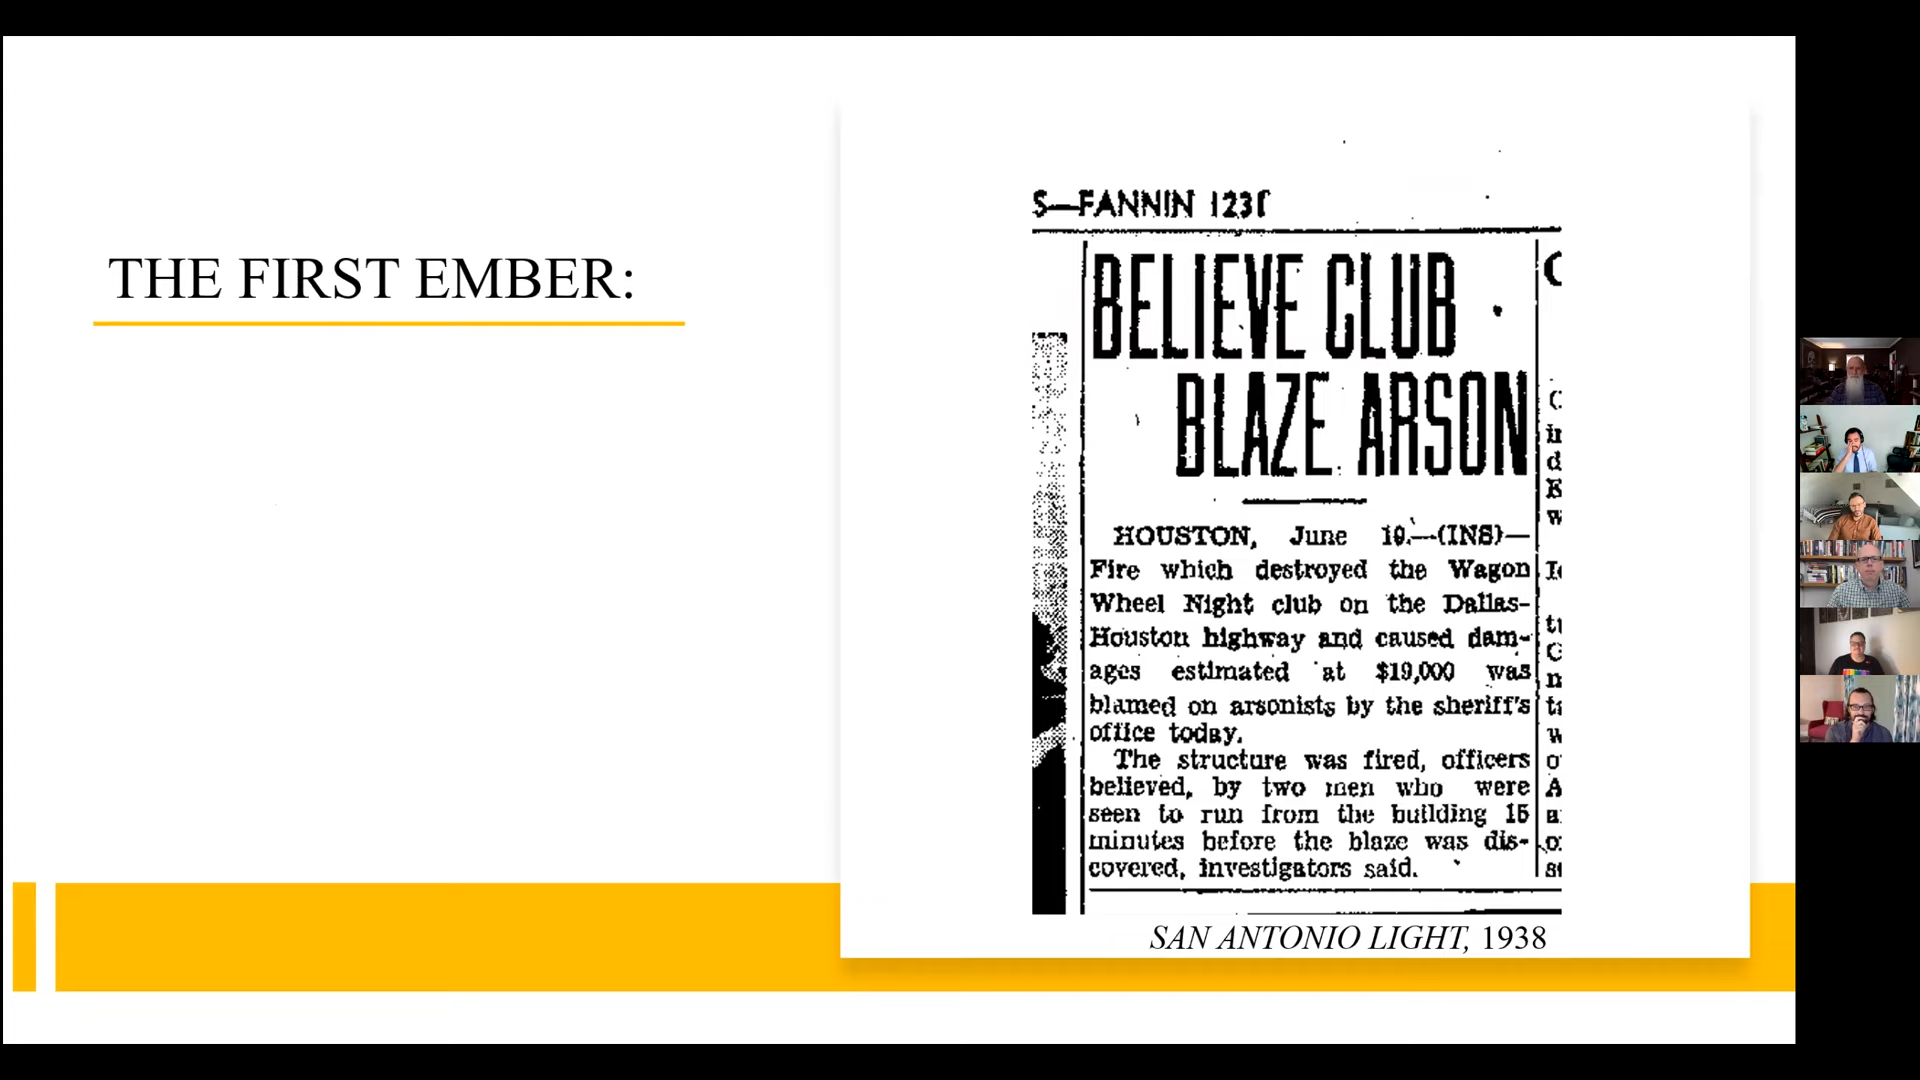 THE FIRST EMBER:
S—FANNIN 1231
BELIEVE CLUB
BLAZE ARSON
HOUSTON, June 10.—(INS)—
Fire which destroyed the Wagon
Wheel Night club on the Dallas-
Houston highway and caused dam-
ages estimated at $19,000 was
blamed on arsonists by the sheriff's
office today.
The structure was fired, officers
believed, by two men who were
seen to run from the building 15
minutes before the blaze was dis-
covered, investigators said.
SAN ANTONIO LIGHT, 1938